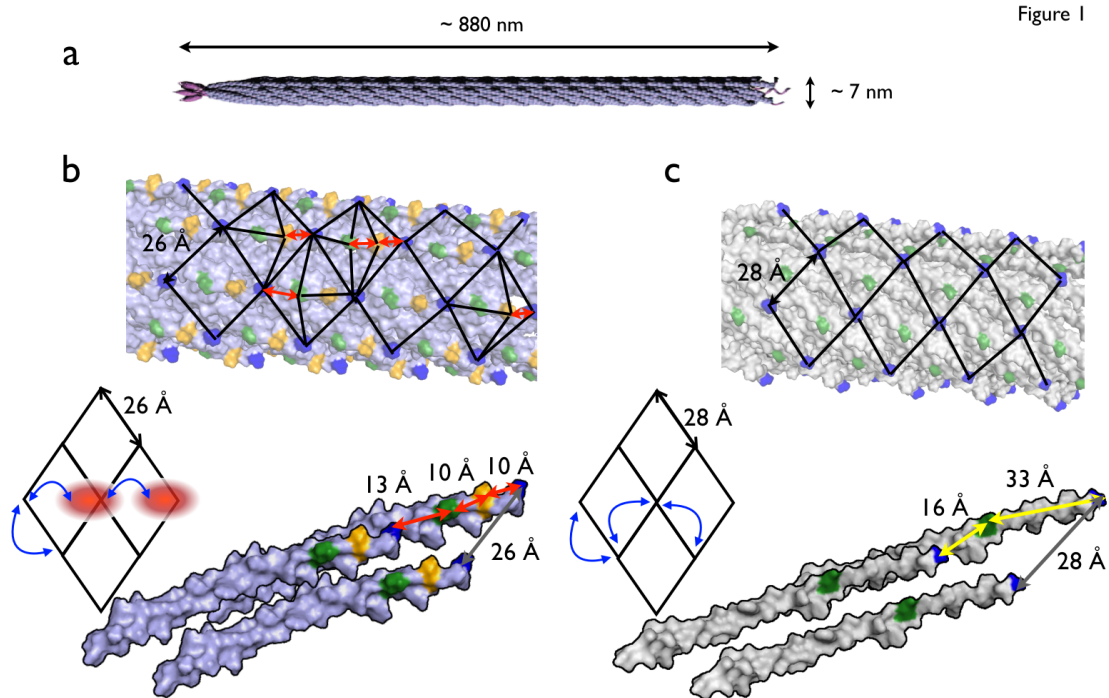 Figure 1
~ 880 nm
a
~ 7 nm
b
26 Å
c
28 Å
26 Å
13 Å
10 Å
10 Å
26 Å
28 Å
16 Å
33 Å
28 Å